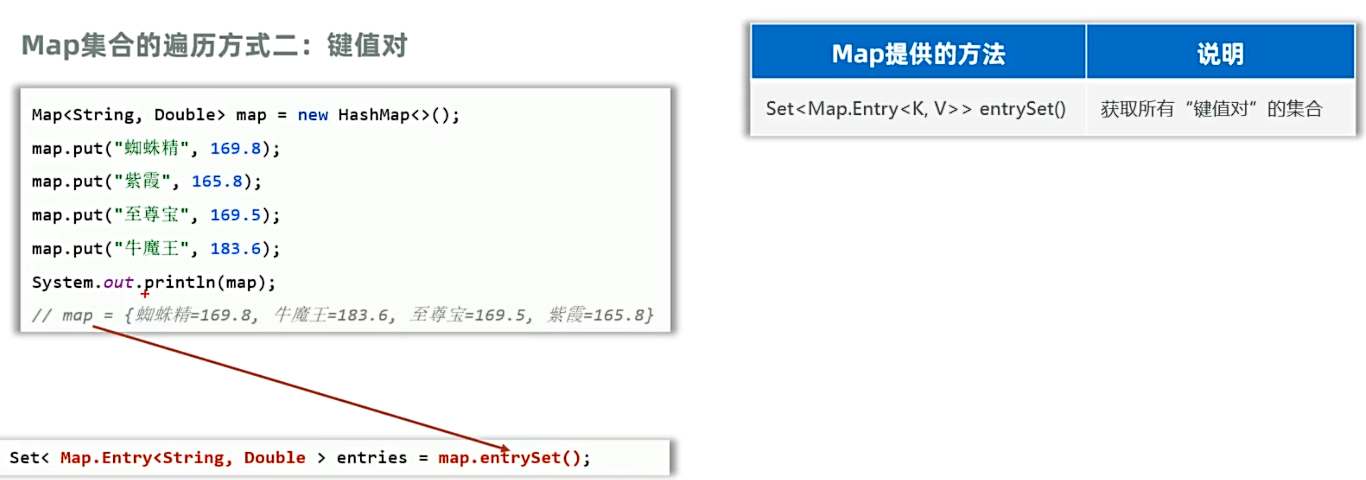 Map集合的遍历方式二：键值对
Map<String, Double> map = new HashMap<>();
map.put("蜘蛛精", 169.8);
map.put("紫霞", 165.8);
map.put("至尊宝", 169.5);
map.put("牛魔王", 183.6);
System.out.println(map);
// map = {蜘蛛精=169.8, 牛魔王=183.6, 至尊宝=169.5, 紫霞=165.8}
Set< Map.Entry<String, Double > entries = map.entrySet();
Map提供的方法 说明
Set<Map.Entry<K, V>> entrySet() 获取所有“键值对”的集合